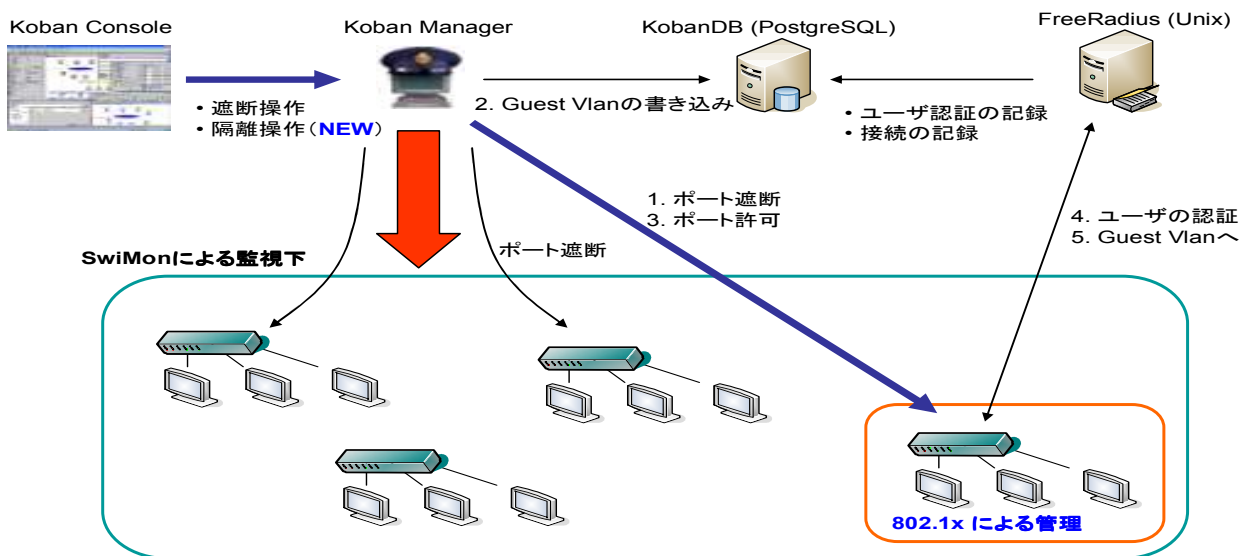 Koban Console
Koban Manager
KobanDB (PostgreSQL)
FreeRadius (Unix)
・遮断操作
・隔離操作（NEW）
2. Guest Vlanの書き込み
・ユーザ認証の記録
・接続の記録
1. ポート遮断
3. ポート許可
4. ユーザの認証
5. Guest Vlanへ
SwiMonによる監視下
ポート遮断
802.1x による管理